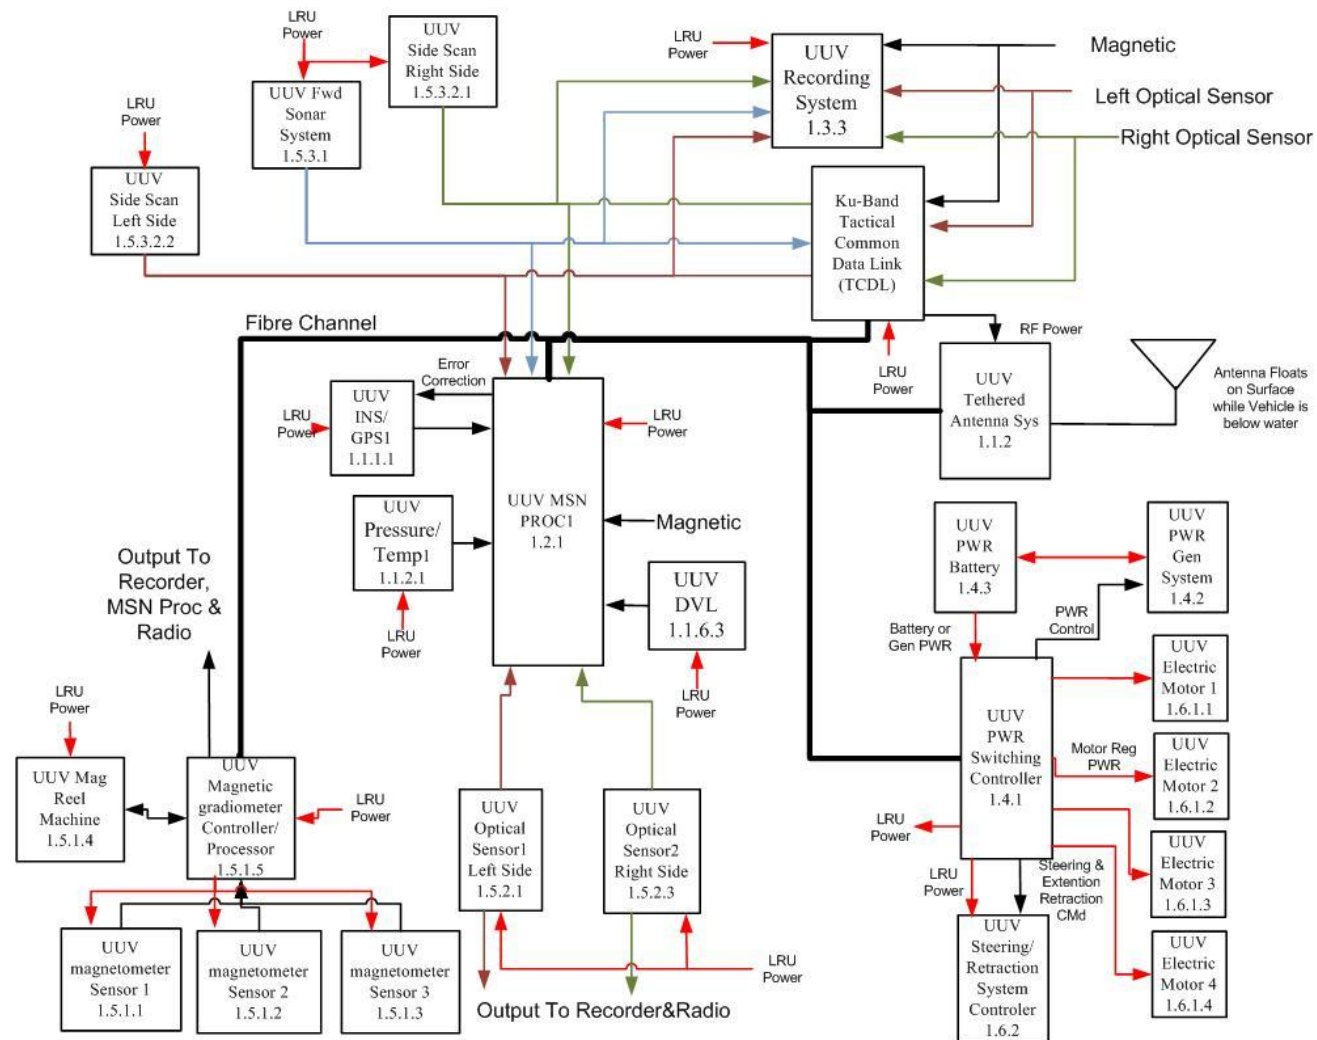 LRU
Power
UUV
Side Scan
Right Side
1.5.3.2.1
LRU
Power
UUV
Recording
System
1.3.3
Magnetic
Left Optical Sensor
Right Optical Sensor
LRU
Power
UUV Fwd
Sonar
System
1.5.3.1
UUV
Side Scan
Left Side
1.5.3.2.2
Ku-Band
Tactical
Common
Data Link
(TCDL)
Fibre Channel
RF Power
LRU
Power
UUV
Tethered
Antenna Sys
1.1.2
Antenna Floats
on Surface
while Vehicle is
below water
Error
Correction
LRU
Power
UUV
INS/
GPS1
1.1.1.1
LRU
Power
UUV MSN
PROC1
1.2.1
Magnetic
UUV
Pressure/
Temp1
1.1.2.1
LRU
Power
UUV
DVL
1.1.6.3
LRU
Power
UUV
PWR
Battery
1.4.3
UUV
PWR
Gen
System
1.4.2
Battery or
Gen PWR
PWR
Control
Output To
Recorder,
MSN Proc &
Radio
LRU
Power
UUV Mag
Reel
Machine
1.5.1.4
UUV
Magnetic
gradiometer
Controller/
Processor
1.5.1.5
LRU
Power
UUV
Optical
Sensor1
Left Side
1.5.2.1
UUV
Optical
Sensor2
Right Side
1.5.2.3
UUV
PWR
Switching
Controller
1.4.1
Motor Reg
PWR
UUV
Electric
Motor 1
1.6.1.1
UUV
Electric
Motor 2
1.6.1.2
UUV
Electric
Motor 3
1.6.1.3
UUV
Electric
Motor 4
1.6.1.4
LRU
Power
LRU
Power
Steering &
Extention
Retraction
CMd
UUV
Steering/
Retraction
System
Controler
1.6.2
UUV
magnetometer
Sensor 1
1.5.1.1
UUV
magnetometer
Sensor 2
1.5.1.2
UUV
magnetometer
Sensor 3
1.5.1.3
LRU
Power
Output To Recorder&Radio